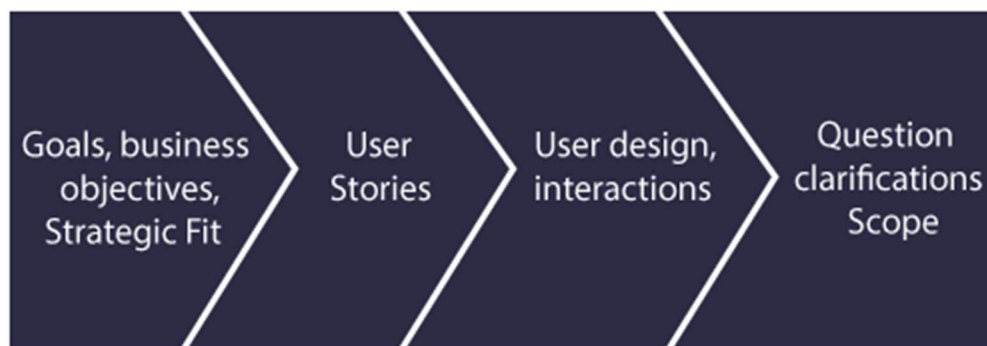 Goals, business
objectives,
Strategic Fit
User
Stories
User design,
interactions
Question
clarifications
Scope